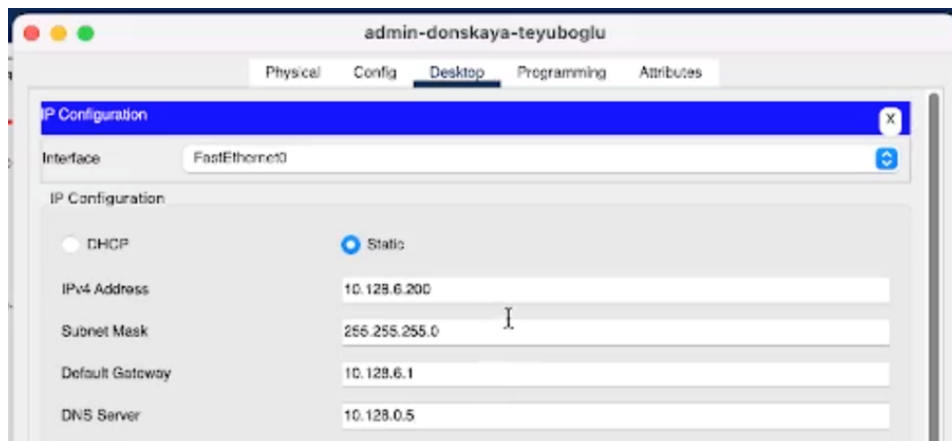 admin-donskaya-teyuboglu
Physical Config Desktop Programming Attributes
IP Configuration X
Interface FastEthernet0
IP Configuration
DHCP Static
IPv4 Address 10.128.6.200
Subnet Mask 255.255.255.0
Default Gateway 10.128.6.1
DNS Server 10.128.0.5